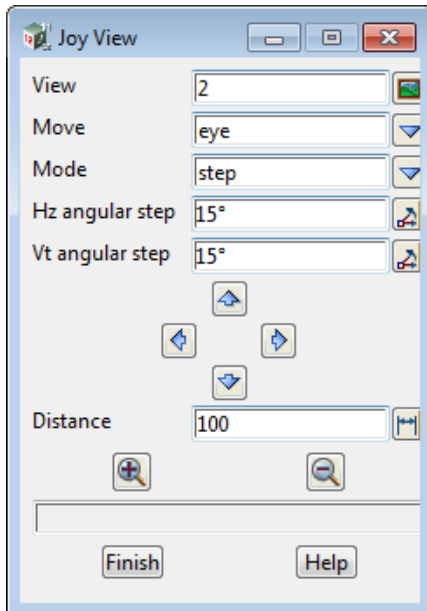 Joy View
View 2
Move eye
Mode step
Hz angular step 15°
Vt angular step 15°
Distance 100
Finish Help